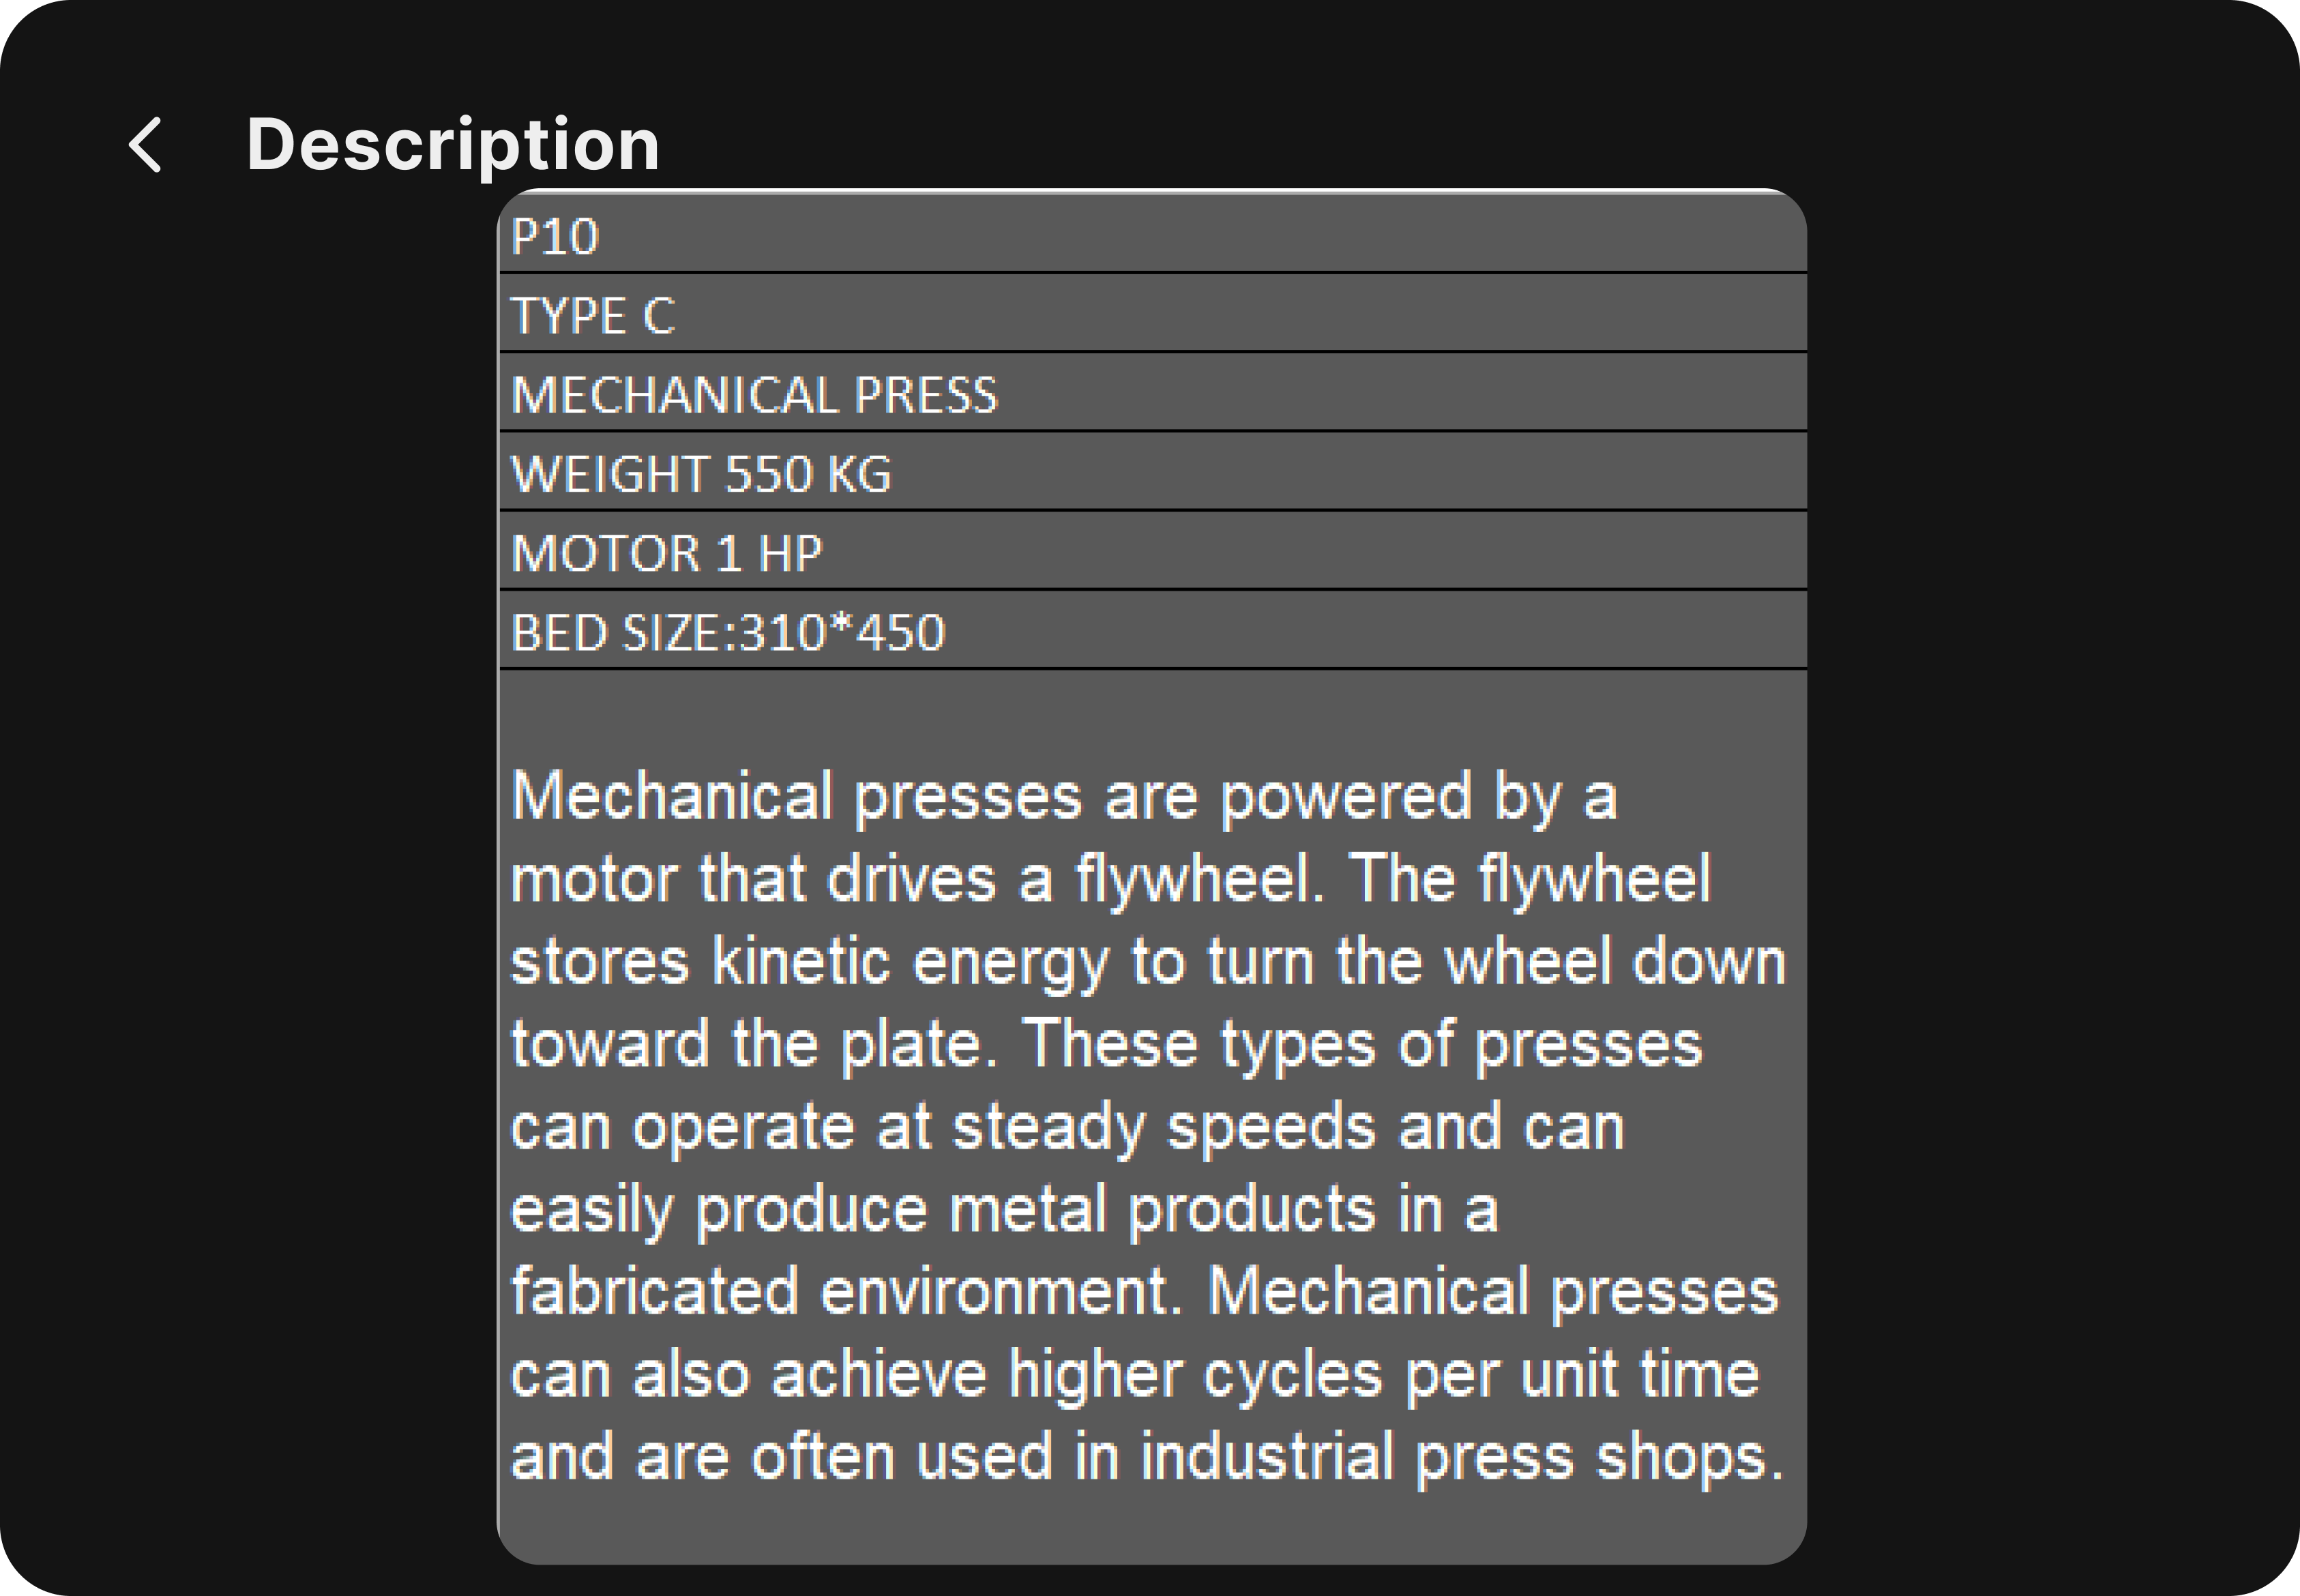 Description
P10
TYPE C
MECHANICAL PRESS
WEIGHT 550 KG
MOTOR 1 HP
BED SIZE:310*450
Mechanical presses are powered by a
motor that drives a flywheel. The flywheel
stores kinetic energy to turn the wheel down
toward the plate. These types of presses
can operate at steady speeds and can
easily produce metal products in a
fabricated environment. Mechanical presses
can also achieve higher cycles per unit time
and are often used in industrial press shops.